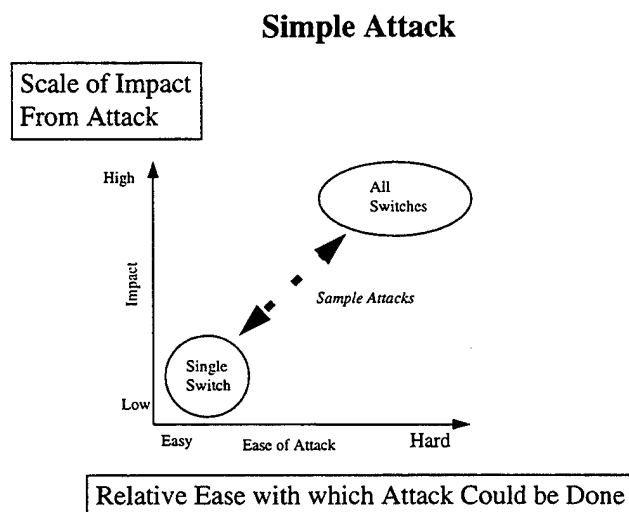 Simple Attack
Scale of Impact
From Attack
High
All
Switches
Impact
Sample Attacks
Single
Switch
Low
Easy
Ease of Attack
Hard
Relative Ease with which Attack Could be Done